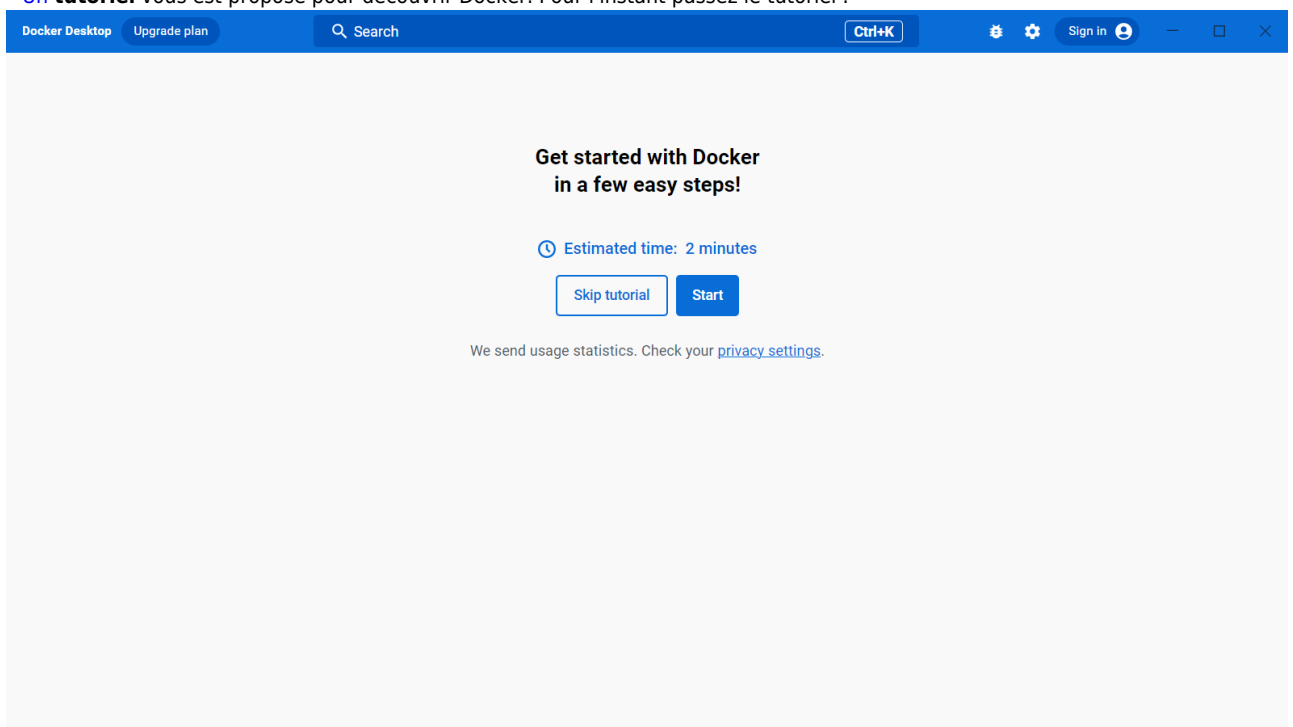 Un tutoriel vous est proposé pour découvrir Docker. Pour l'instant passez le tutoriel :
Docker Desktop Upgrade plan Search Ctrl+K Sign in
Get started with Docker
in a few easy steps!
Estimated time: 2 minutes
Skip tutorial Start
We send usage statistics. Check your privacy settings.